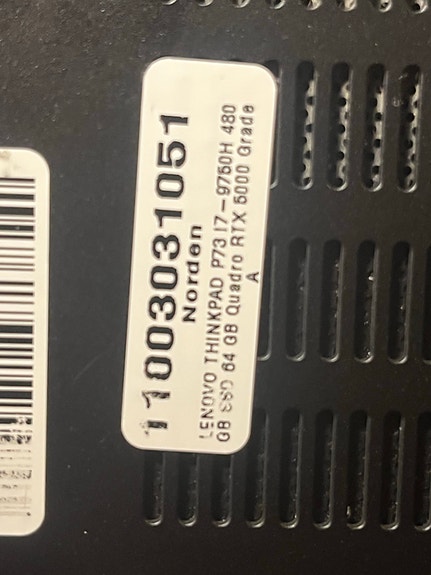 11003031051
Norden
LENOVO THINKPAD P73 I7-9750H 480
GB SSD 64 GB Quadro RTX 5000 Grade
A